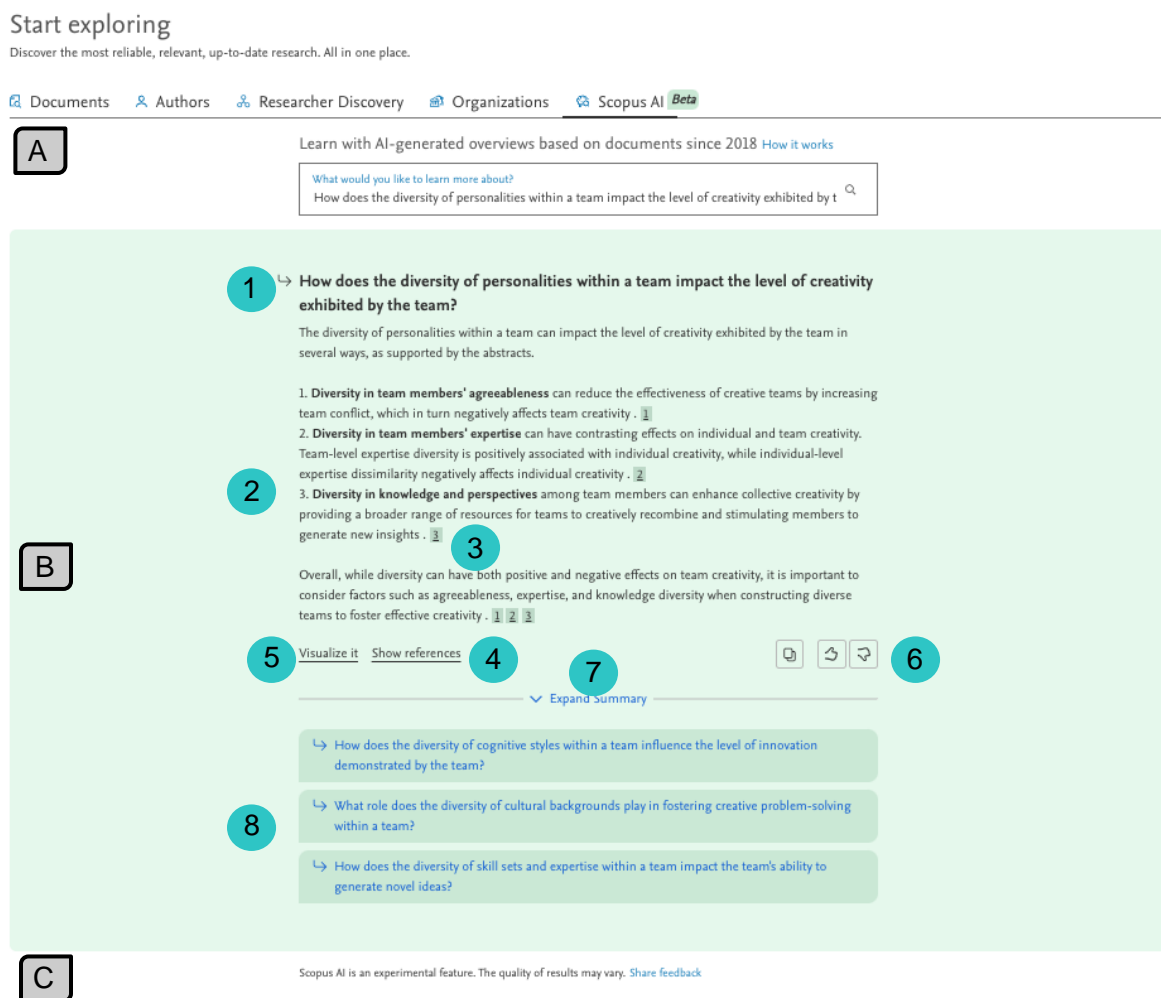 Start exploring
Discover the most reliable, relevant, up-to-date research. All in one place.
Documents Authors Researcher Discovery Organizations Scopus AI Beta
A
Learn with AI-generated overviews based on documents since 2018 How it works
What would you like to learn more about?
How does the diversity of personalities within a team impact the level of creativity exhibited by t
1
How does the diversity of personalities within a team impact the level of creativity
exhibited by the team?
The diversity of personalities within a team can impact the level of creativity exhibited by the team in
several ways, as supported by the abstracts.
1. Diversity in team members' agreeableness can reduce the effectiveness of creative teams by increasing
team conflict, which in turn negatively affects team creativity . 1
2. Diversity in team members' expertise can have contrasting effects on individual and team creativity.
Team-level expertise diversity is positively associated with individual creativity, while individual-level
expertise dissimilarity negatively affects individual creativity . 2
2
3. Diversity in knowledge and perspectives among team members can enhance collective creativity by
providing a broader range of resources for teams to creatively recombine and stimulating members to
generate new insights . 3
3
B
Overall, while diversity can have both positive and negative effects on team creativity, it is important to
consider factors such as agreeableness, expertise, and knowledge diversity when constructing diverse
teams to foster effective creativity . 1 2 3
5 Visualize it Show references 4
7
6
Expand Summary
How does the diversity of cognitive styles within a team influence the level of innovation
demonstrated by the team?
8
What role does the diversity of cultural backgrounds play in fostering creative problem-solving
within a team?
How does the diversity of skill sets and expertise within a team impact the team's ability to
generate novel ideas?
C
Scopus AI is an experimental feature. The quality of results may vary. Share feedback